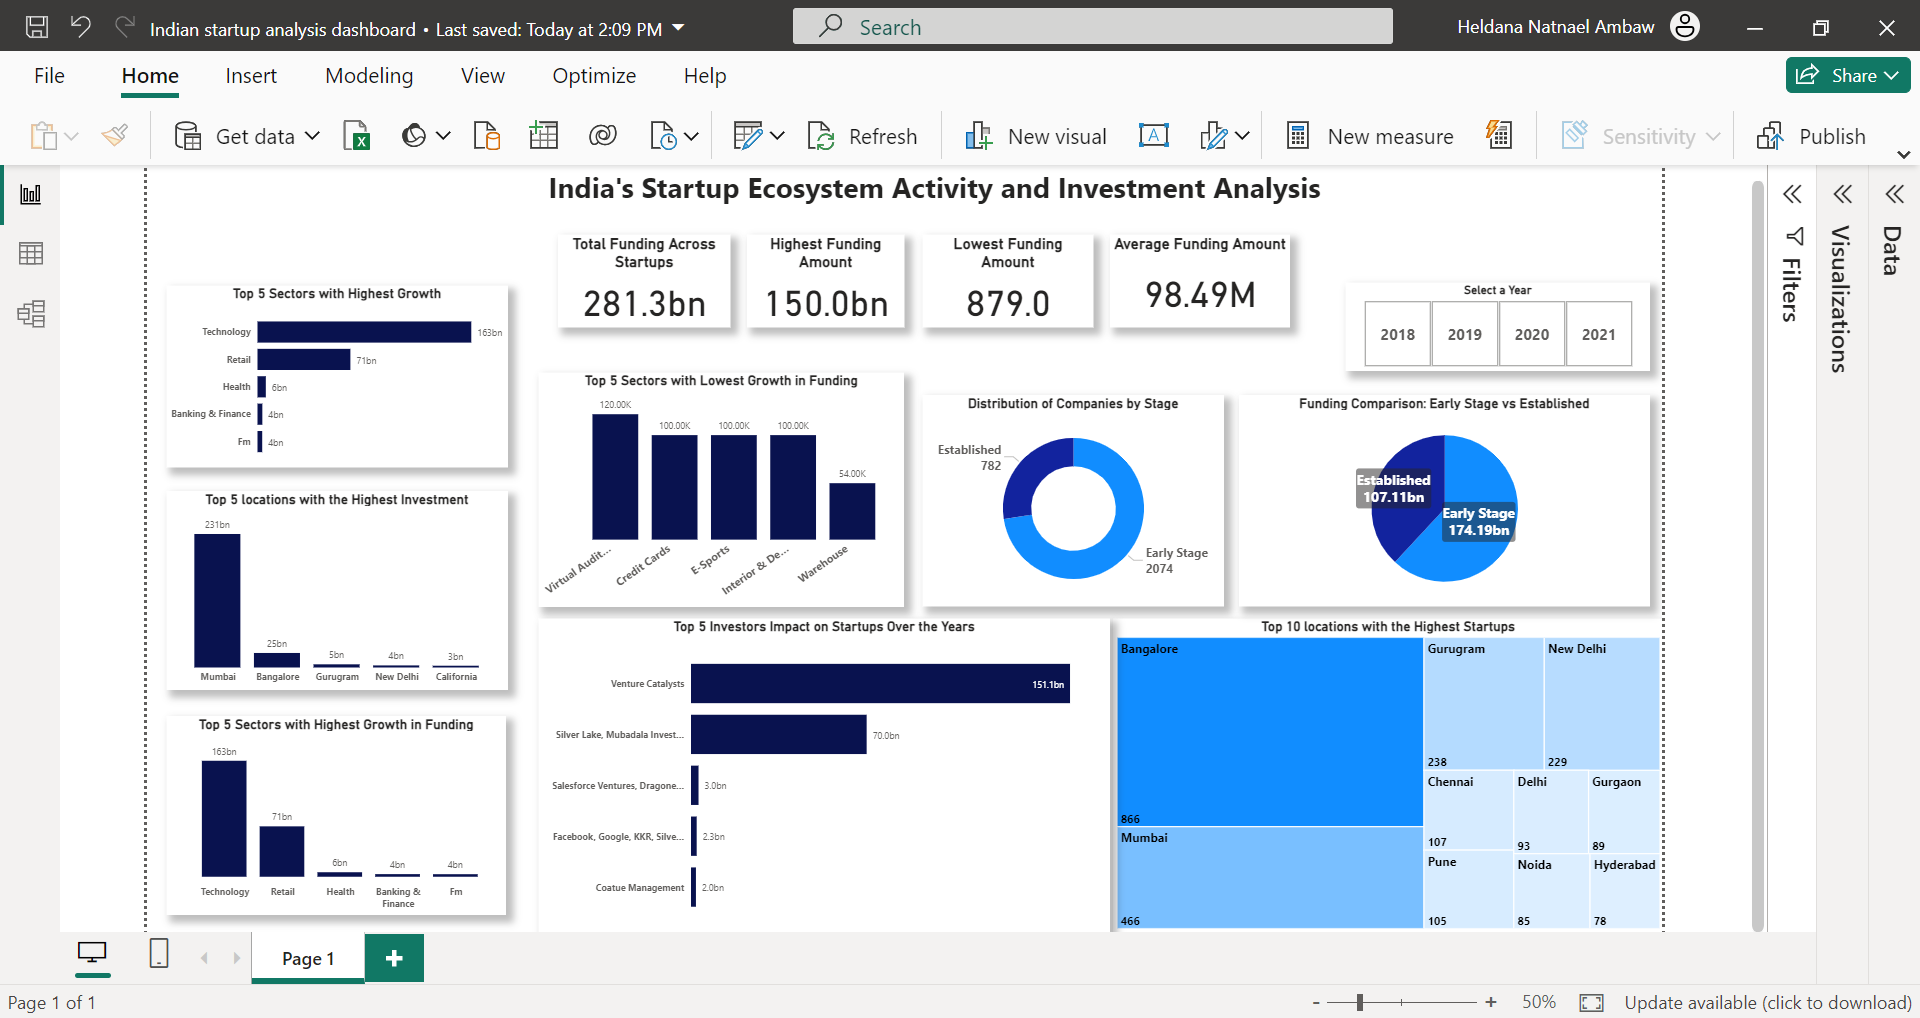 Indian startup analysis dashboard • Last saved: Today at 2:09 PM
Search
Heldana Natnael Ambaw
File
Home
Insert
Modeling
View
Optimize
Help
Share
Get data
Refresh
New visual
New measure
Sensitivity
Publish
India's Startup Ecosystem Activity and Investment Analysis
Total Funding Across
Startups
281.3bn
Highest Funding
Amount
150.0bn
Lowest Funding
Amount
879.0
Average Funding Amount
98.49M
Select a Year
2018
2019
2020
2021
Top 5 Sectors with Highest Growth
Technology
163bn
Retail
71bn
Health
6bn
Banking & Finance
4bn
Fm
4bn
Top 5 locations with the Highest Investment
231bn
25bn
5bn
4bn
3bn
Mumbai
Bangalore
Gurugram
New Delhi
California
Top 5 Sectors with Highest Growth in Funding
163bn
71bn
6bn
4bn
4bn
Technology
Retail
Health
Banking &
Finance
Fm
Top 5 Sectors with Lowest Growth in Funding
120.00K
100.00K
100.00K
100.00K
54.00K
Virtual Audit...
Credit Cards
E-Sports
Interior & De...
Warehouse
Distribution of Companies by Stage
Established
782
Early Stage
2074
Funding Comparison: Early Stage vs Established
Established
107.11bn
Early Stage
174.19bn
Top 5 Investors Impact on Startups Over the Years
Venture Catalysts
151.1bn
Silver Lake, Mubadala Invest...
70.0bn
Salesforce Ventures, Dragone...
3.0bn
Facebook, Google, KKR, Silve...
2.3bn
Coatue Management
2.0bn
Top 10 locations with the Highest Startups
Bangalore
866
Mumbai
466
Gurugram
238
New Delhi
229
Chennai
107
Delhi
93
Gurgaon
89
Pune
105
Noida
85
Hyderabad
78
Filters
Visualizations
Data
Page 1
+
Page 1 of 1
-
+
50%
Update available (click to download)